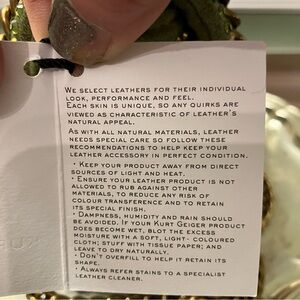 We select leathers for their individual
look, performance and feel.
Each skin is unique, so any quirks are
viewed as characteristic of leather's
natural appeal.
As with all natural materials, leather
needs special care so follow these
recommendations to help keep your
leather accessory in perfect condition.
· Keep your product away from direct
sources of light and heat.
· Ensure your leather product is not
allowed to rub against other
materials, to reduce any risk of
colour transference and to retain
its special finish.
· Dampness, humidity and rain should
be avoided. If your Kurt Geiger product
does become wet, blot the excess
moisture with a soft, light- coloured
cloth; stuff with tissue paper; and
leave to dry naturally.
· Don't overfill to help it retain its
shape.
· Always refer stains to a specialist
leather cleaner.